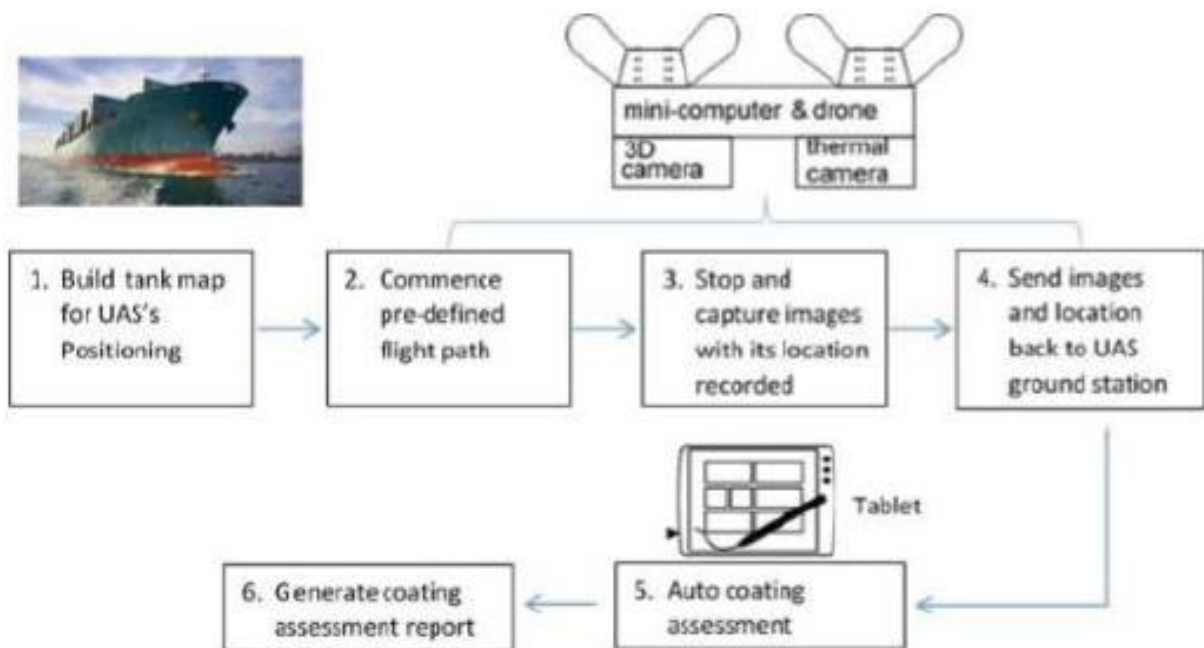 mini-computer & drone
3D
camera
thermal
camera
1. Build tank map
for UAS's
Positioning
2. Commence
pre-defined
flight path
3. Stop and
capture images
with its location
recorded
4. Send images
and location
back to UAS
ground station
Tablet
5. Auto coating
assessment
6. Generate coating
assessment report